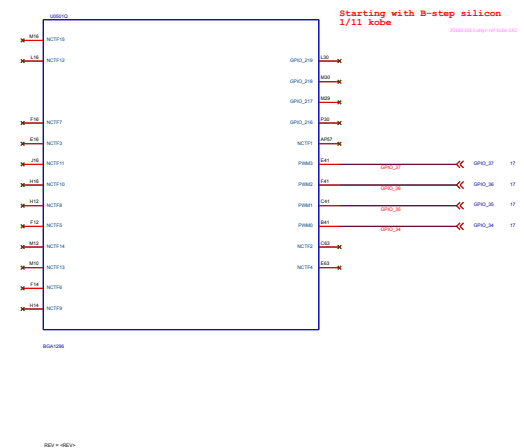 Starting with B-step silicon
1/11 kobe
M16 NCTF15
L16 NCTF12
F16 NCTF7
E16 NCTF3
J16 NCTF11
H16 NCTF10
H12 NCTF8
F12 NCTF5
M12 NCTF14
M10 NCTF13
F14 NCTF6
H14 NCTF9
GPIO_219 L30
GPIO_218 M30
GPIO_217 M29
GPIO_216 P30
NCTF1 AP57
PWM3 E41 GPIO_37 GPIO_37 17
PWM2 F41 GPIO_36 GPIO_36 17
PWM1 C41 GPIO_35 GPIO_35 17
PWM0 B41 GPIO_34 GPIO_34 17
NCTF2 C63
NCTF4 E63
BGA1296
REV = <REV>